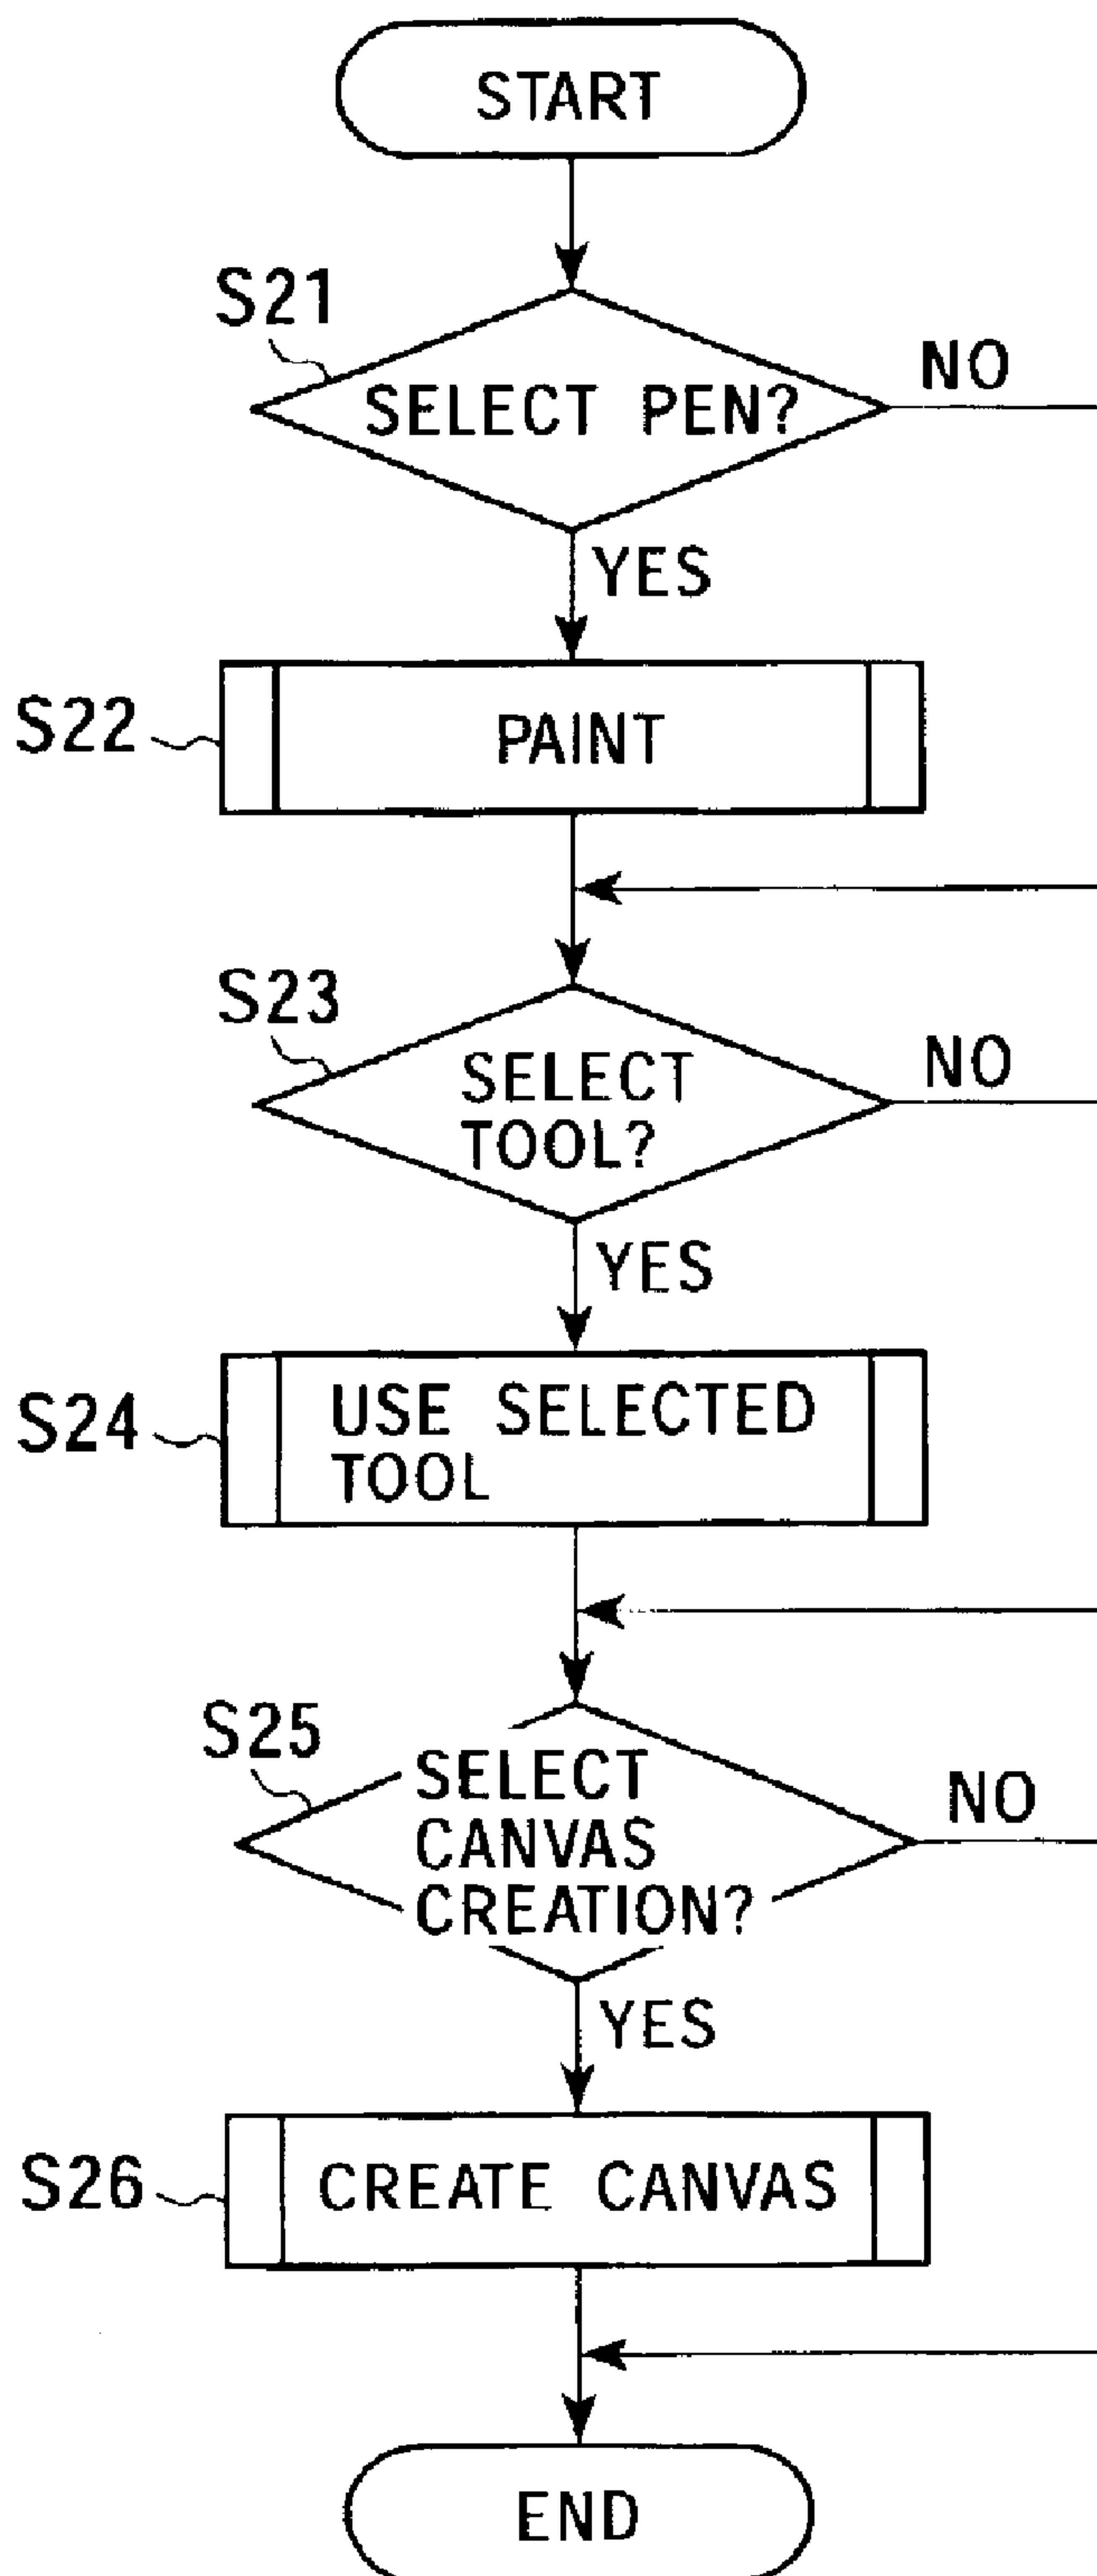 START
S21
SELECT PEN?
NO
YES
S22
PAINT
S23
SELECT
TOOL?
NO
YES
S24
USE SELECTED
TOOL
S25
SELECT
CANVAS
CREATION?
NO
YES
S26
CREATE CANVAS
END